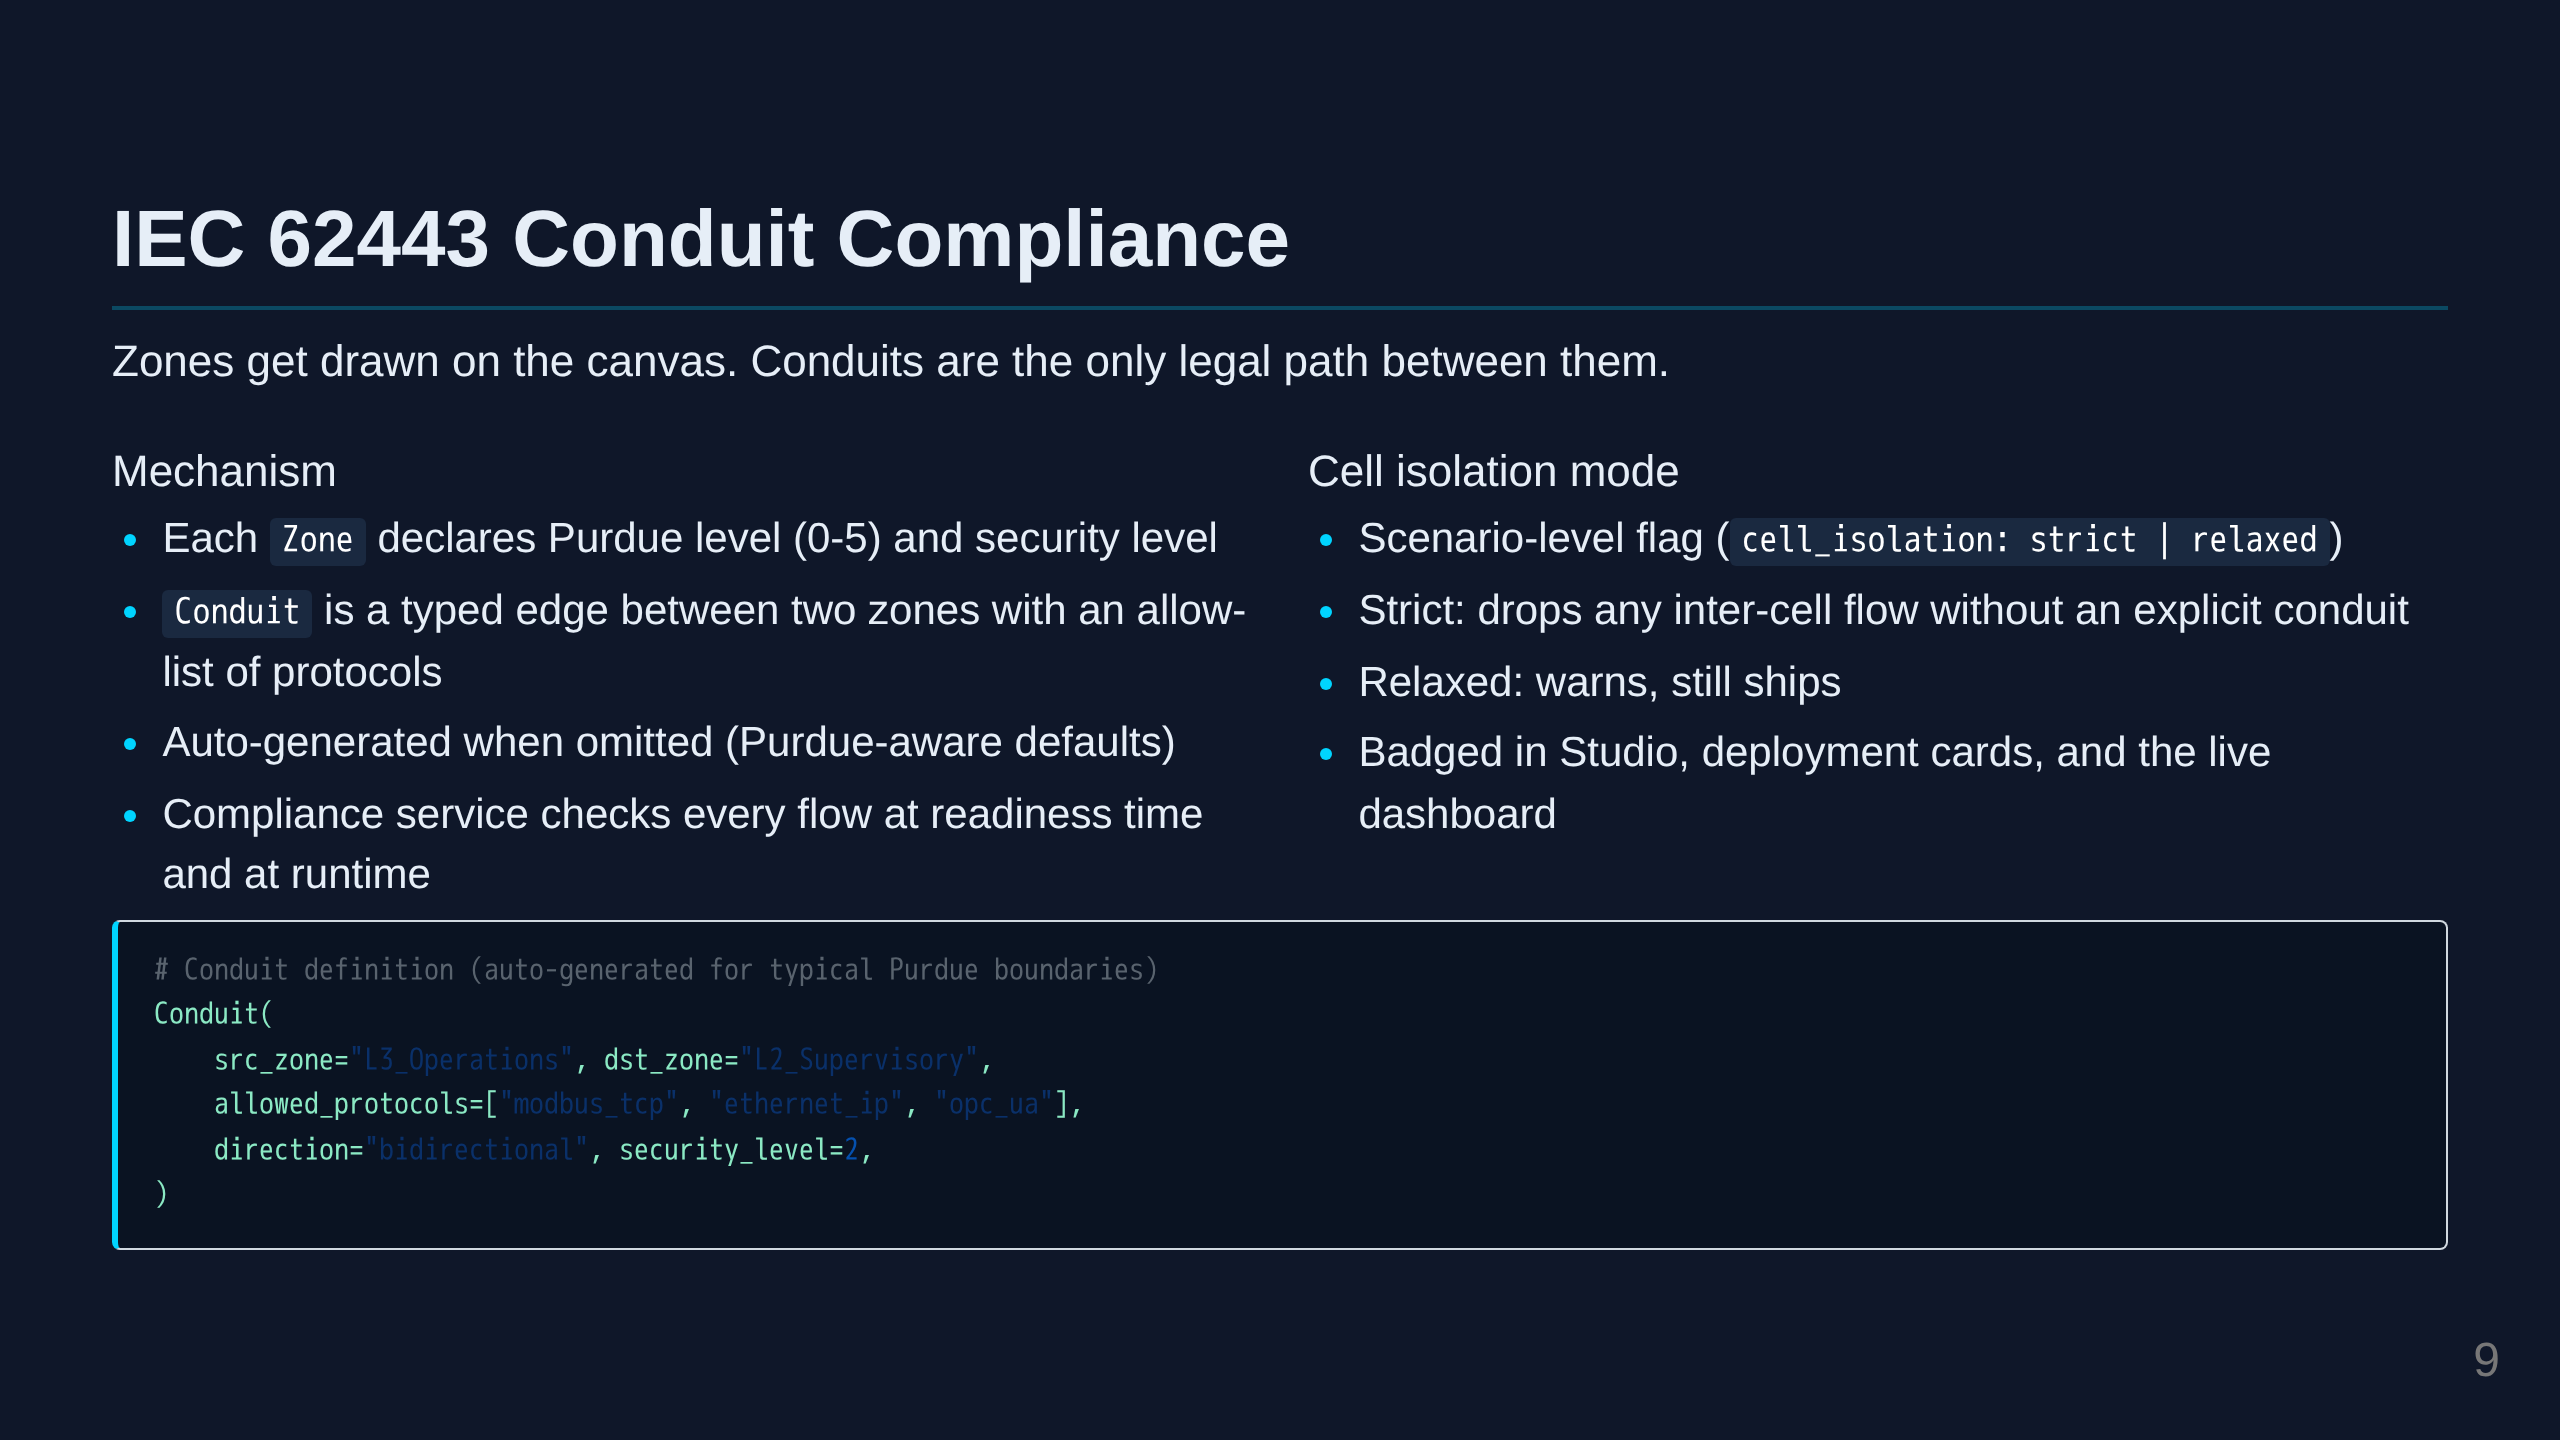 IEC 62443 Conduit Compliance
Zones get drawn on the canvas. Conduits are the only legal path between them.
Mechanism
• Each Zone declares Purdue level (0-5) and security level
• Conduit is a typed edge between two zones with an allow-
list of protocols
• Auto-generated when omitted (Purdue-aware defaults)
• Compliance service checks every flow at readiness time
and at runtime
Cell isolation mode
• Scenario-level flag (cell_isolation: strict | relaxed)
• Strict: drops any inter-cell flow without an explicit conduit
• Relaxed: warns, still ships
• Badged in Studio, deployment cards, and the live
dashboard
# Conduit definition (auto-generated for typical Purdue boundaries)
Conduit(
    src_zone="L3_Operations", dst_zone="L2_Supervisory",
    allowed_protocols=["modbus_tcp", "ethernet_ip", "opc_ua"],
    direction="bidirectional", security_level=2,
)
9